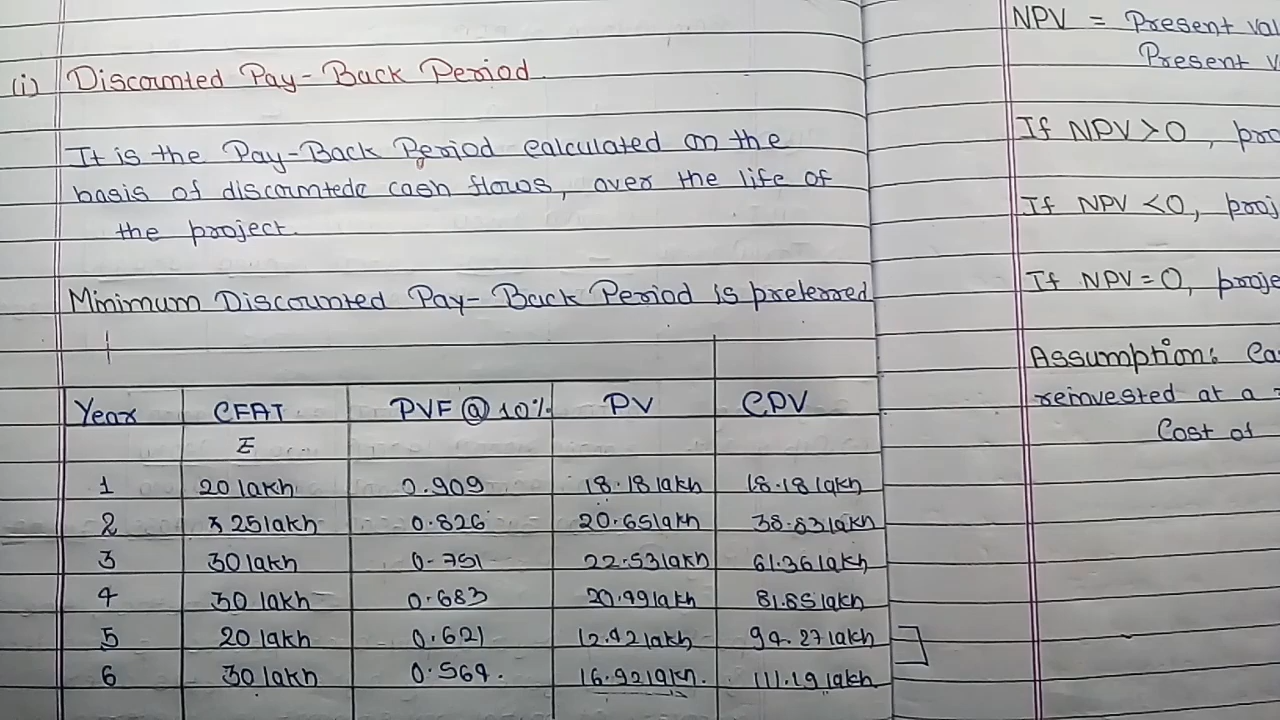 (i) Discounted Pay-Back Period
It is the Pay-Back Period calculated on the
basis of discountedc cash flows, over the life of
the project.
Minimum Discounted Pay-Back Period is preferred
Year CFAT PVF @ 10% PV CPV
1 20 lakh 0.909 18.18 lakh 18.18 lakh
2 25 lakh 0.826 20.65 lakh 38.83 lakh
3 30 lakh 0.751 22.53 lakh 61.36 lakh
4 30 lakh 0.683 20.49 lakh 81.85 lakh
5 20 lakh 0.621 12.42 lakh 94.27 lakh
6 30 lakh 0.564. 16.92 lakh. 111.19 lakh
NPV = Present val
Present v
If NPV > 0, pro
If NPV < 0, proj
If NPV = 0, proje
Assumption: Ca
reinvested at a
Cost of